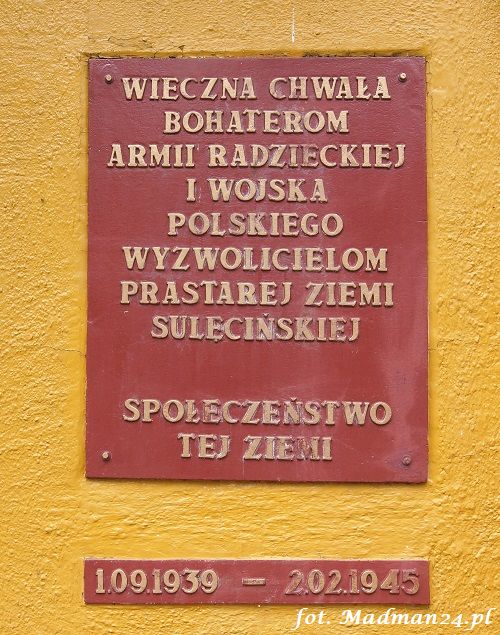 WIECZNA CHWAŁA
BOHATEROM
ARMII RADZIECKIEJ
I WOJSKA
POLSKIEGO
WYZWOLICIELOM
PRASTAREJ ZIEMI
SULĘCIŃSKIEJ
SPOŁECZEŃSTWO
TEJ ZIEMI
1.09.1939 – 2.02.1945
fot. Madman24.pl